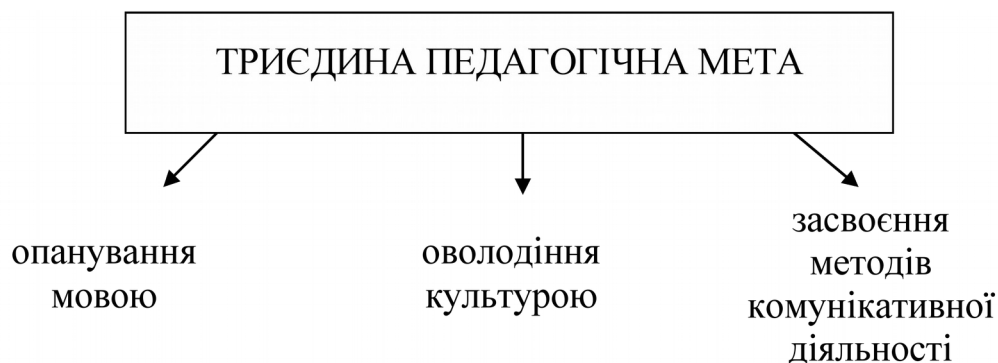 ТРИЄДИНА ПЕДАГОГІЧНА МЕТА
опанування
мовою
оволодіння
культурою
засвоєння
методів
комунікативної
діяльності